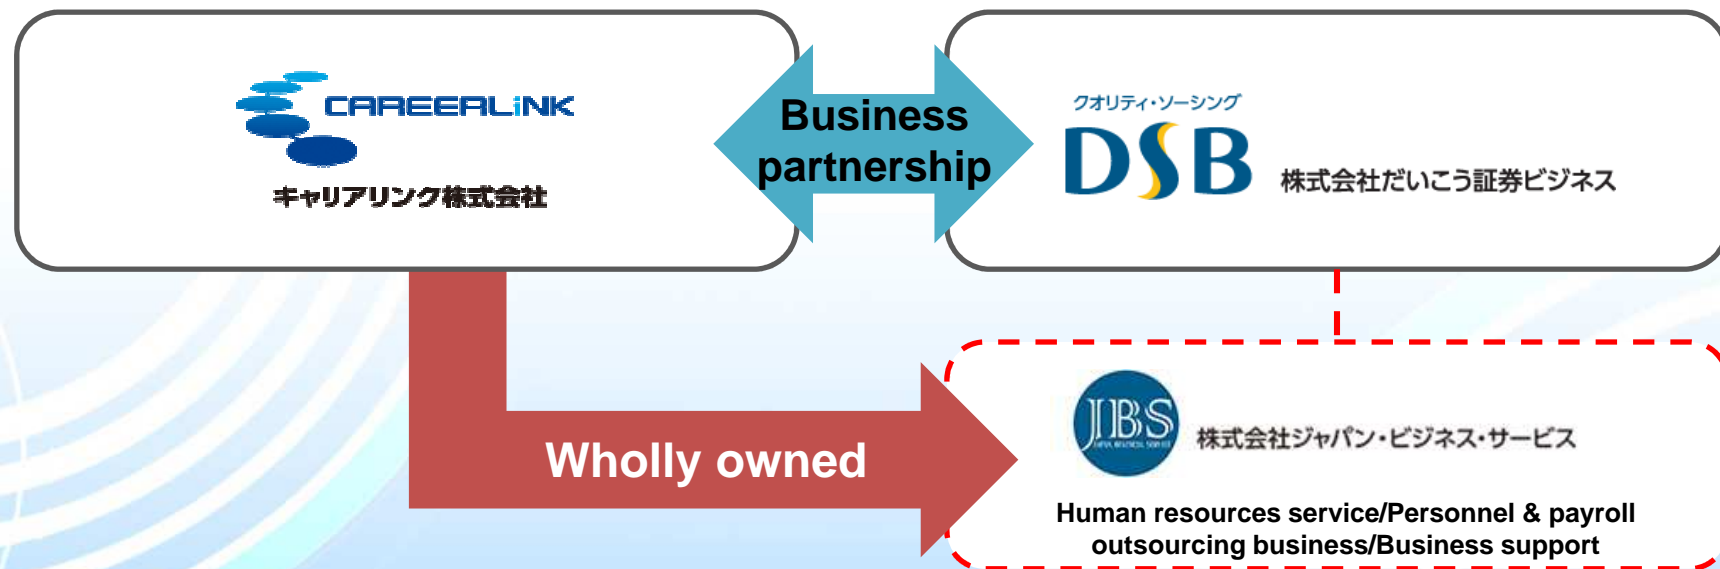 CAREERLiNK
キャリアリンク株式会社
Business
partnership
クオリティ・ソーシング
DSB 株式会社だいこう証券ビジネス
Wholly owned
JBS 株式会社ジャパン・ビジネス・サービス
Human resources service/Personnel & payroll
outsourcing business/Business support